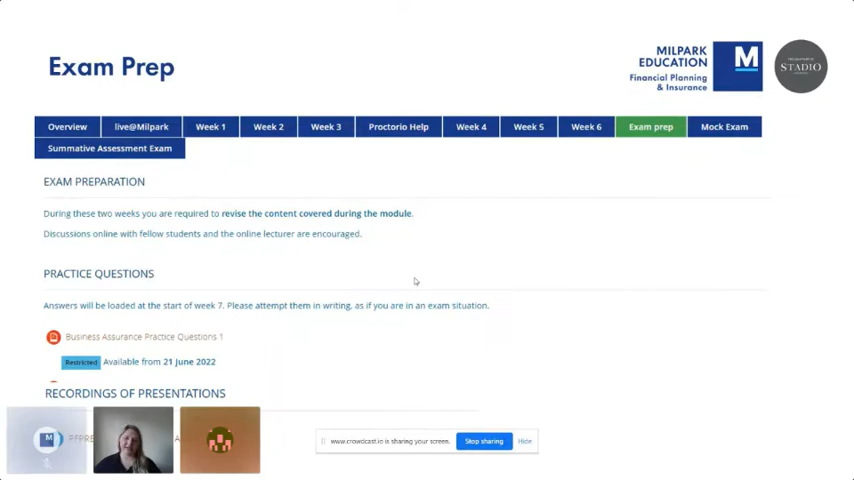 Exam Prep
MILPARK
EDUCATION
Financial Planning
& Insurance
M
STADIO
Overview
live@Milpark
Week 1
Week 2
Week 3
Proctorio Help
Week 4
Week 5
Week 6
Exam prep
Mock Exam
Summative Assessment Exam
EXAM PREPARATION
During these two weeks you are required to revise the content covered during the module.
Discussions online with fellow students and the online lecturer are encouraged.
PRACTICE QUESTIONS
Answers will be loaded at the start of week 7. Please attempt them in writing, as if you are in an exam situation.
Business Assurance Practice Questions 1
Restricted Available from 21 June 2022
RECORDINGS OF PRESENTATIONS
M
www.crowdcast.io is sharing your screen.
Stop sharing
Hide